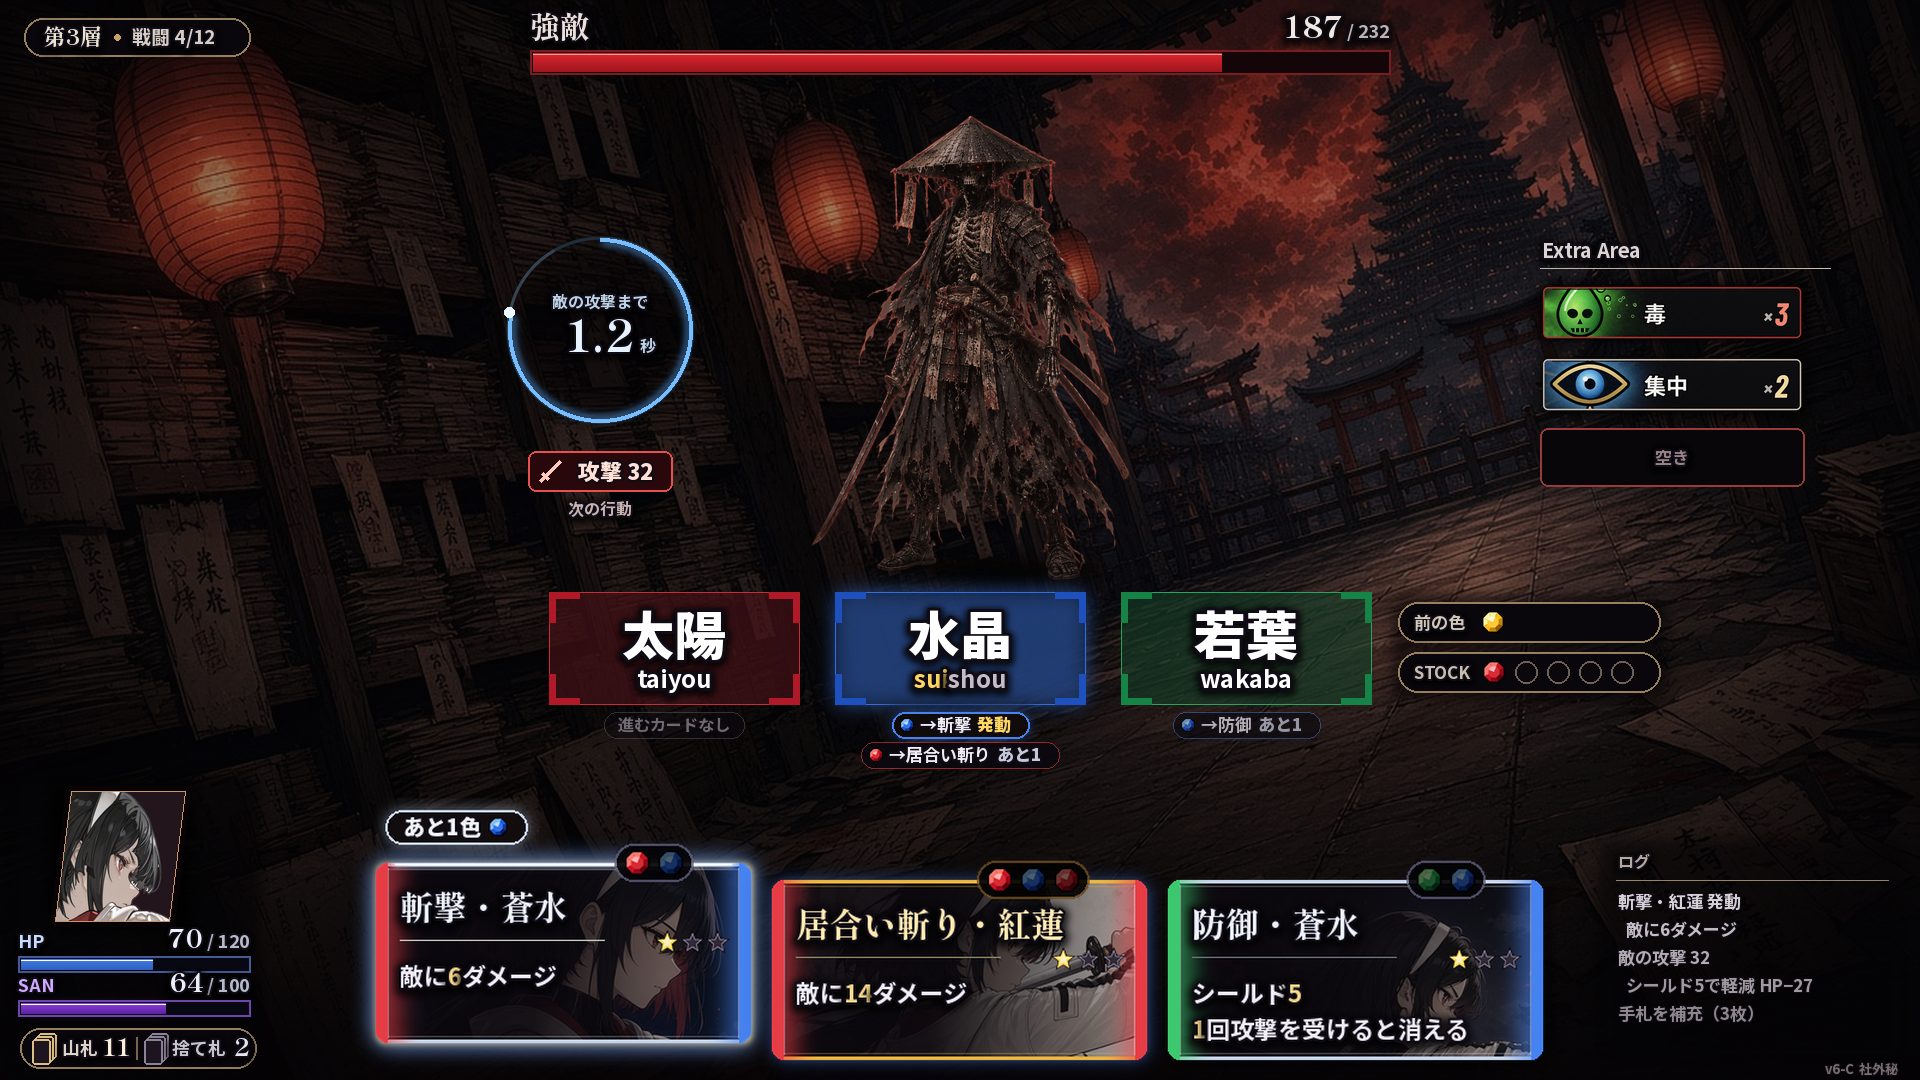 第3層 • 戦闘 4/12
強敵
187 / 232
敵の攻撃まで
1.2 秒
攻撃 32
次の行動
Extra Area
毒 ×3
集中 ×2
空き
太陽
taiyou
進むカードなし
水晶
suishou
→斬撃 発動
→居合い斬り あと1
若葉
wakaba
→防御 あと1
前の色
STOCK
あと1色
斬撃・蒼水
敵に6ダメージ
居合い斬り・紅蓮
敵に14ダメージ
防御・蒼水
シールド5
1回攻撃を受けると消える
HP 70 / 120
SAN 64 / 100
山札 11 捨て札 2
ログ
斬撃・紅蓮 発動
敵に6ダメージ
敵の攻撃 32
シールド5で軽減 HP−27
手札を補充（3枚）
v6-C 社外秘